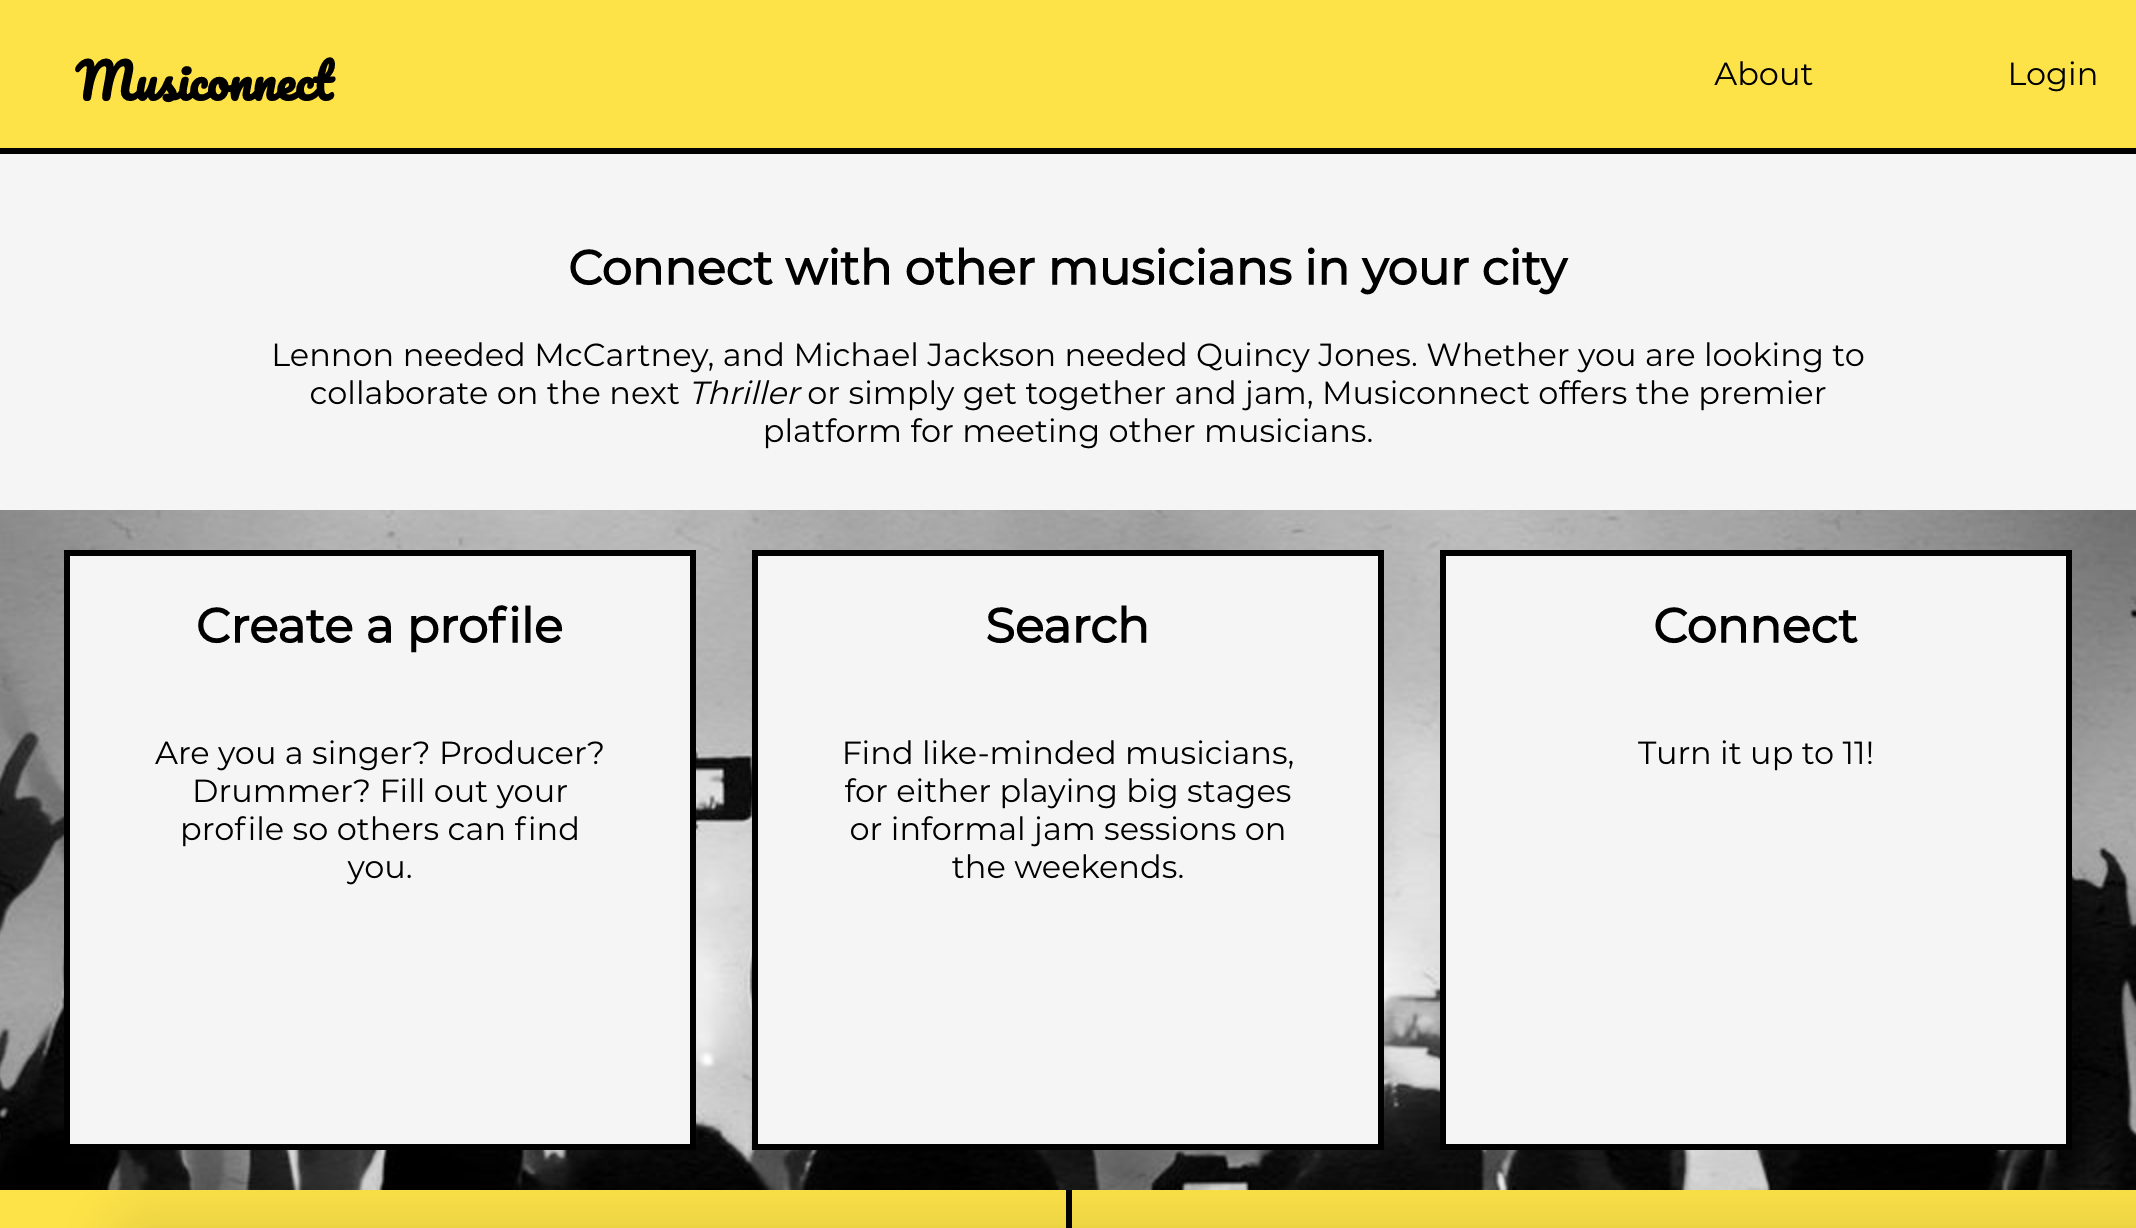 Musiconnect
About
Login
Connect with other musicians in your city
Lennon needed McCartney, and Michael Jackson needed Quincy Jones. Whether you are looking to
collaborate on the next Thriller or simply get together and jam, Musiconnect offers the premier
platform for meeting other musicians.
Create a profile
Are you a singer? Producer?
Drummer? Fill out your
profile so others can find
you.
Search
Find like-minded musicians,
for either playing big stages
or informal jam sessions on
the weekends.
Connect
Turn it up to 11!